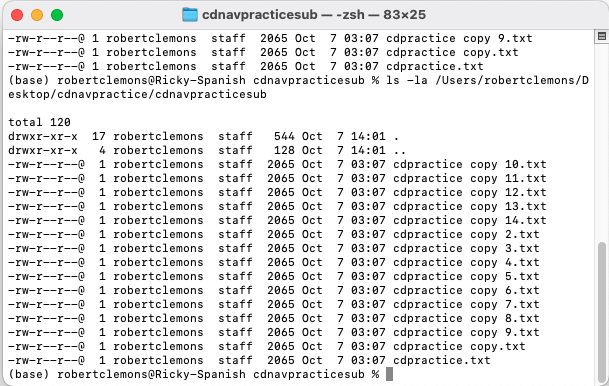 cdnavpracticesub — -zsh — 83×25
-rw-r--r--@ 1 robertclemons  staff  2065 Oct  7 03:07 cdpractice copy 9.txt
-rw-r--r--@ 1 robertclemons  staff  2065 Oct  7 03:07 cdpractice copy.txt
-rw-r--r--@ 1 robertclemons  staff  2065 Oct  7 03:07 cdpractice.txt
(base) robertclemons@Ricky-Spanish cdnavpracticesub % ls -la /Users/robertclemons/D
esktop/cdnavpractice/cdnavpracticesub
total 120
drwxr-xr-x  17 robertclemons  staff   544 Oct  7 14:01 .
drwxr-xr-x   4 robertclemons  staff   128 Oct  7 14:01 ..
-rw-r--r--@  1 robertclemons  staff  2065 Oct  7 03:07 cdpractice copy 10.txt
-rw-r--r--@  1 robertclemons  staff  2065 Oct  7 03:07 cdpractice copy 11.txt
-rw-r--r--@  1 robertclemons  staff  2065 Oct  7 03:07 cdpractice copy 12.txt
-rw-r--r--@  1 robertclemons  staff  2065 Oct  7 03:07 cdpractice copy 13.txt
-rw-r--r--@  1 robertclemons  staff  2065 Oct  7 03:07 cdpractice copy 14.txt
-rw-r--r--@  1 robertclemons  staff  2065 Oct  7 03:07 cdpractice copy 2.txt
-rw-r--r--@  1 robertclemons  staff  2065 Oct  7 03:07 cdpractice copy 3.txt
-rw-r--r--@  1 robertclemons  staff  2065 Oct  7 03:07 cdpractice copy 4.txt
-rw-r--r--@  1 robertclemons  staff  2065 Oct  7 03:07 cdpractice copy 5.txt
-rw-r--r--@  1 robertclemons  staff  2065 Oct  7 03:07 cdpractice copy 6.txt
-rw-r--r--@  1 robertclemons  staff  2065 Oct  7 03:07 cdpractice copy 7.txt
-rw-r--r--@  1 robertclemons  staff  2065 Oct  7 03:07 cdpractice copy 8.txt
-rw-r--r--@  1 robertclemons  staff  2065 Oct  7 03:07 cdpractice copy 9.txt
-rw-r--r--@  1 robertclemons  staff  2065 Oct  7 03:07 cdpractice copy.txt
-rw-r--r--@  1 robertclemons  staff  2065 Oct  7 03:07 cdpractice.txt
(base) robertclemons@Ricky-Spanish cdnavpracticesub %